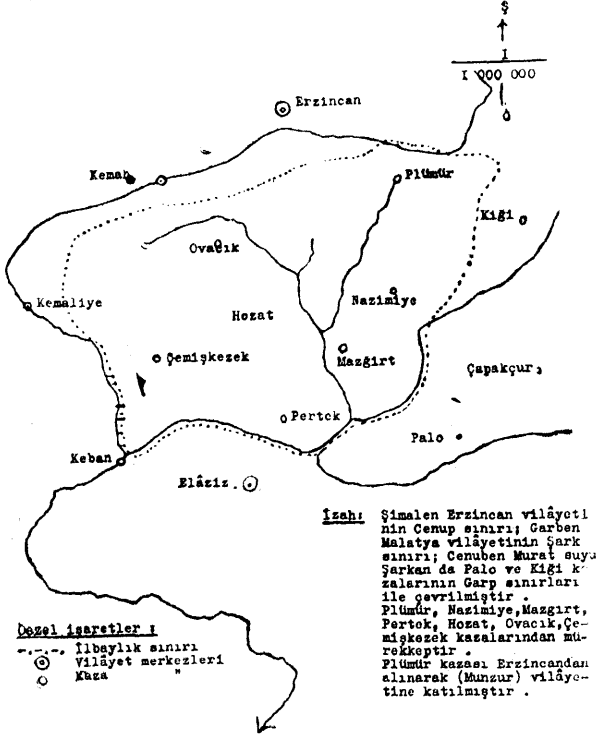 Ş
I
I 000 000
Erzincan
Kemah
Plümür
Kiği
Ovacık
Nazimiye
Kemaliye
Hozat
Mazğirt
Çemişkezek
Çapakçur
Pertek
Palo
Keban
Elâziz
İzah: Şimalen Erzincan vilâyeti
nin Cenup sınırı; Garben
Malatya vilâyetinin Şark
sınırı; Cenuben Murat suyu
Şarkan da Palo ve Kiği k
zalarının Garp sınırları
ile çevrilmiştir .
Plümür, Nazimiye,Mazgırt,
Pertek, Hozat, Ovacık,Çe-
mişkezek kazalarından mü-
rekkeptir .
Plümür kazası Erzincandan
alınarak (Munzur) vilâye-
tine katılmıştır .
Özel işaretler :
İlbaylık sınırı
Vilâyet merkezleri
Kaza "